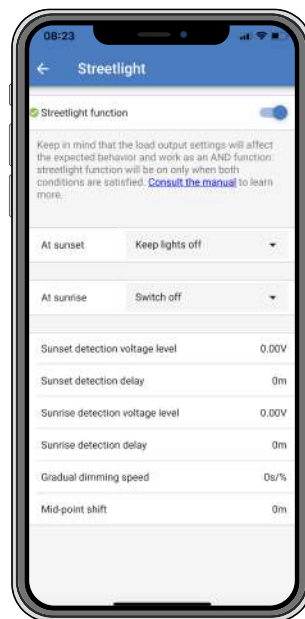 08:23
Streetlight
Streetlight function
Keep in mind that the load output settings will affect
the expected behavior and work as an AND function:
streetlight function will be on only when both
conditions are satisfied. Consult the manual to learn
more.
At sunset Keep lights off
At sunrise Switch off
Sunset detection voltage level 0.00V
Sunset detection delay 0m
Sunrise detection voltage level 0.00V
Sunrise detection delay 0m
Gradual dimming speed 0s/%
Mid-point shift 0m